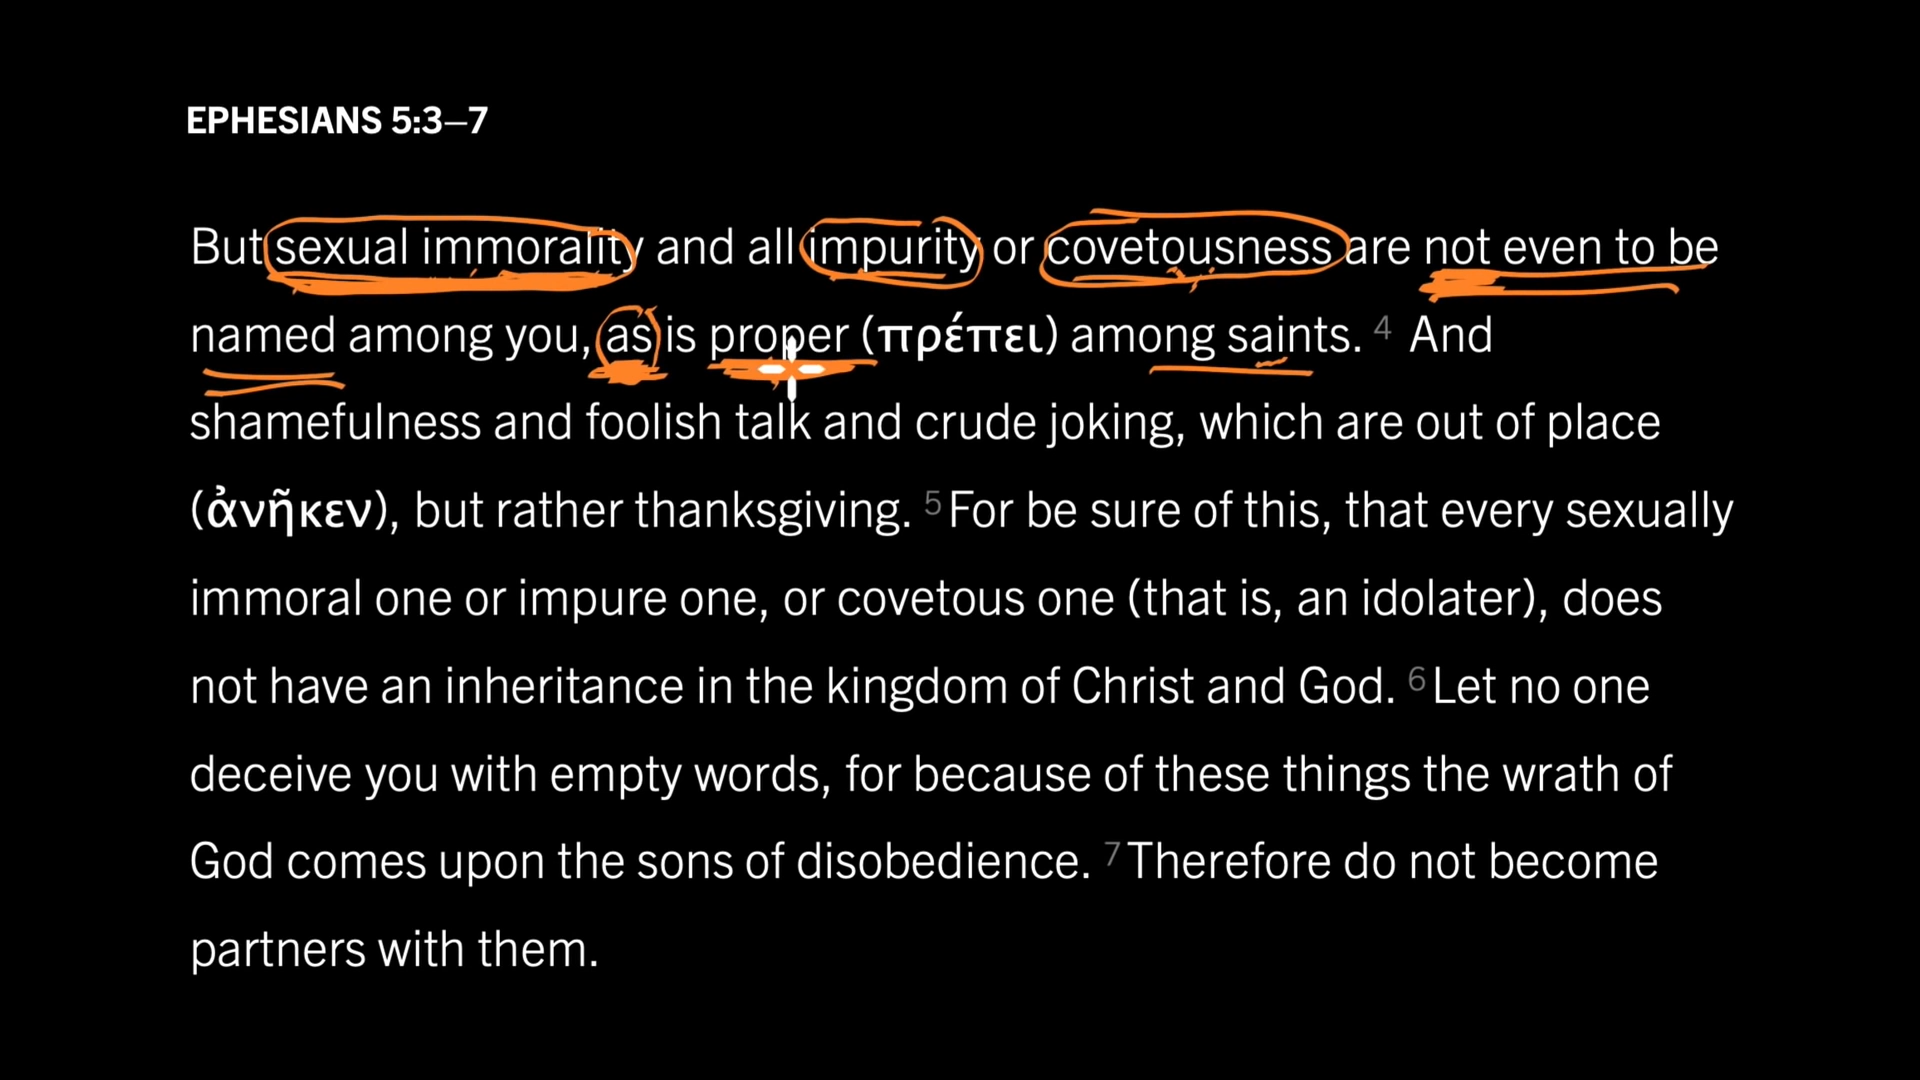 EPHESIANS 5:3–7
But sexual immorality and all impurity or covetousness are not even to be
named among you, as is proper (πρέπει) among saints. 4 And
shamefulness and foolish talk and crude joking, which are out of place
(ἀνῆκεν), but rather thanksgiving. 5 For be sure of this, that every sexually
immoral one or impure one, or covetous one (that is, an idolater), does
not have an inheritance in the kingdom of Christ and God. 6 Let no one
deceive you with empty words, for because of these things the wrath of
God comes upon the sons of disobedience. 7 Therefore do not become
partners with them.